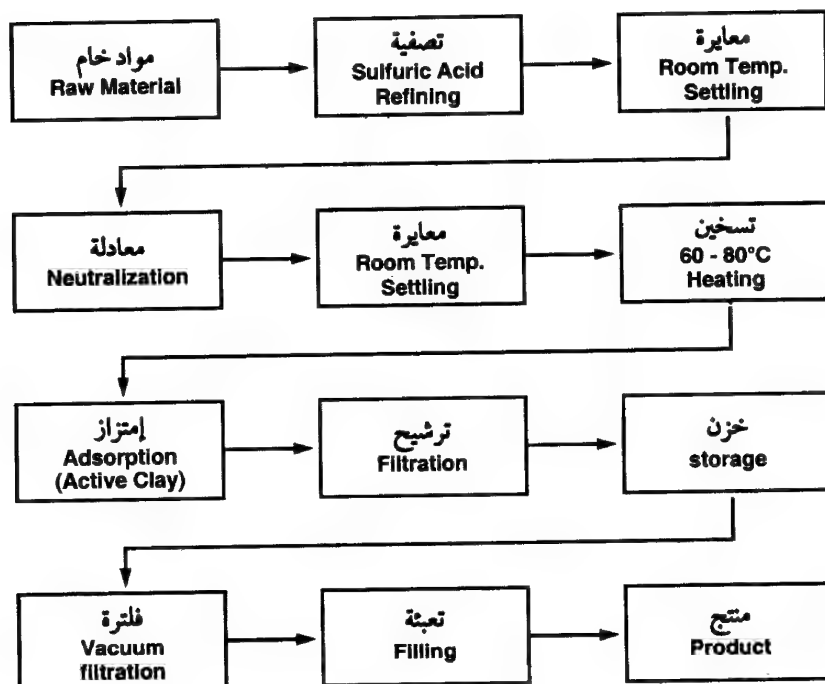 مواد خام
Raw Material
تصفية
Sulfuric Acid
Refining
معايرة
Room Temp.
Settling
معادلة
Neutralization
معايرة
Room Temp.
Settling
تسخين
60 - 80°C
Heating
إمتزاز
Adsorption
(Active Clay)
ترشيح
Filtration
خزن
storage
فلترة
Vacuum
filtration
تعبئة
Filling
منتج
Product